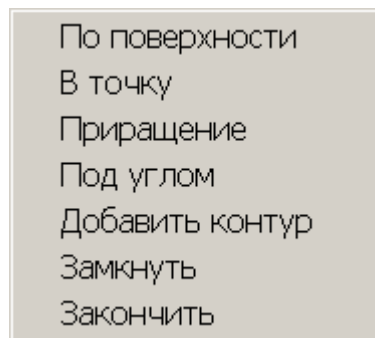 По поверхности
В точку
Приращение
Под углом
Добавить контур
Замкнуть
Закончить